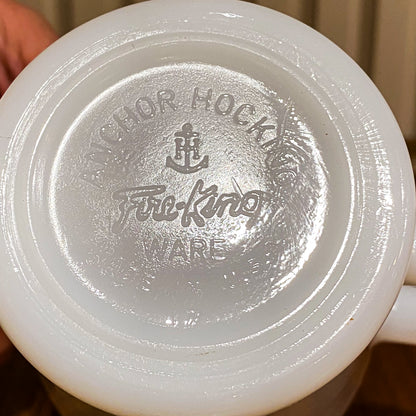 ANCHOR HOCKING
H
Fire-King
WARE